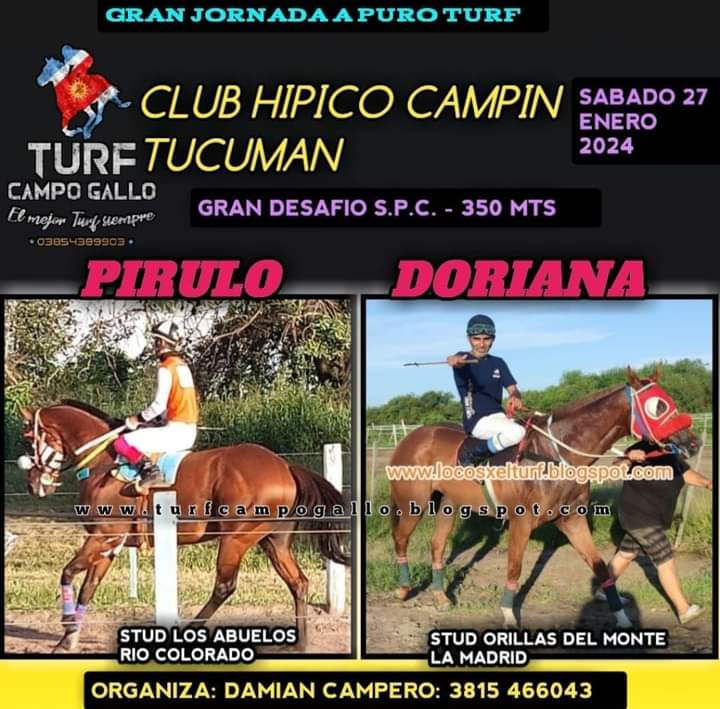 GRAN JORNADA A PURO TURF
CLUB HIPICO CAMPIN
TUCUMAN
SABADO 27
ENERO
2024
TURF
CAMPO GALLO
El mejor Turf siempre
• 03854389903 •
GRAN DESAFIO S.P.C. - 350 MTS
PIRULO
DORIANA
www.locosxelturf.blogspot.com
www.turfcampogallo.blogspot.com
STUD LOS ABUELOS
RIO COLORADO
STUD ORILLAS DEL MONTE
LA MADRID
ORGANIZA: DAMIAN CAMPERO: 3815 466043